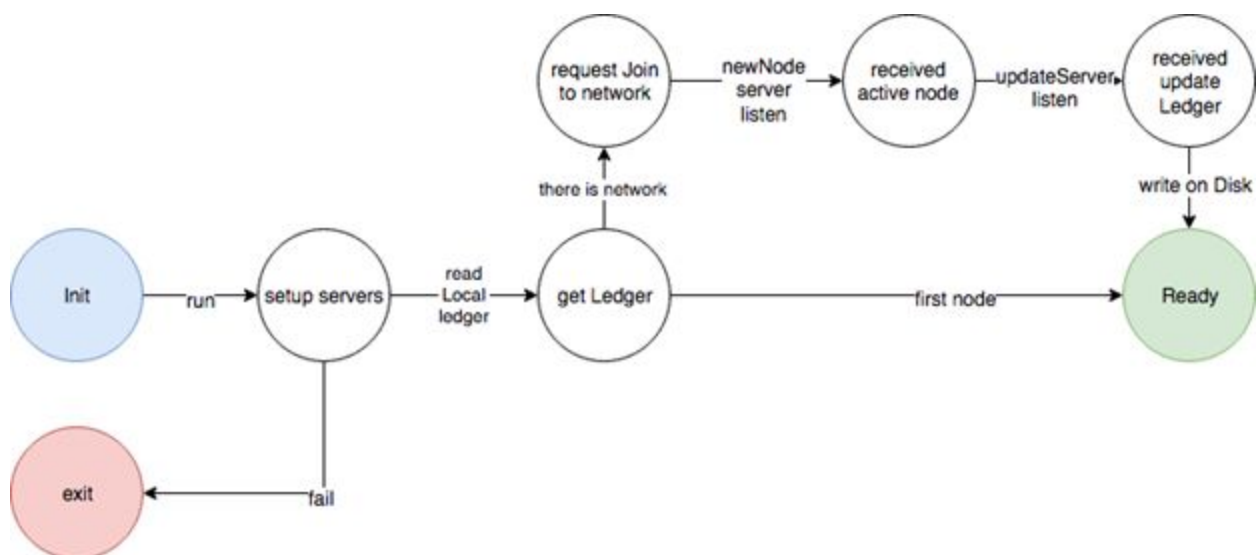 request Join
to network
newNode
server
listen
received
active node
updateServer
listen
received
update
Ledger
there is network
write on Disk
Init
run
setup servers
read
Local
ledger
get Ledger
first node
Ready
exit
fail